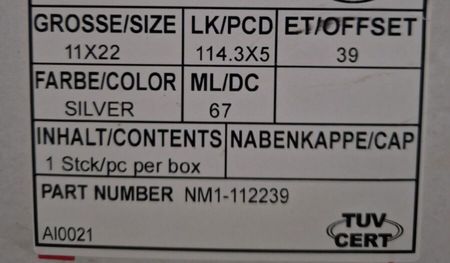 GROSSE/SIZE LK/PCD ET/OFFSET
11X22 114.3X5 39
FARBE/COLOR ML/DC
SILVER 67
INHALT/CONTENTS NABENKAPPE/CAP
1 Stck/pc per box
PART NUMBER NM1-112239
AI0021
TUV
CERT